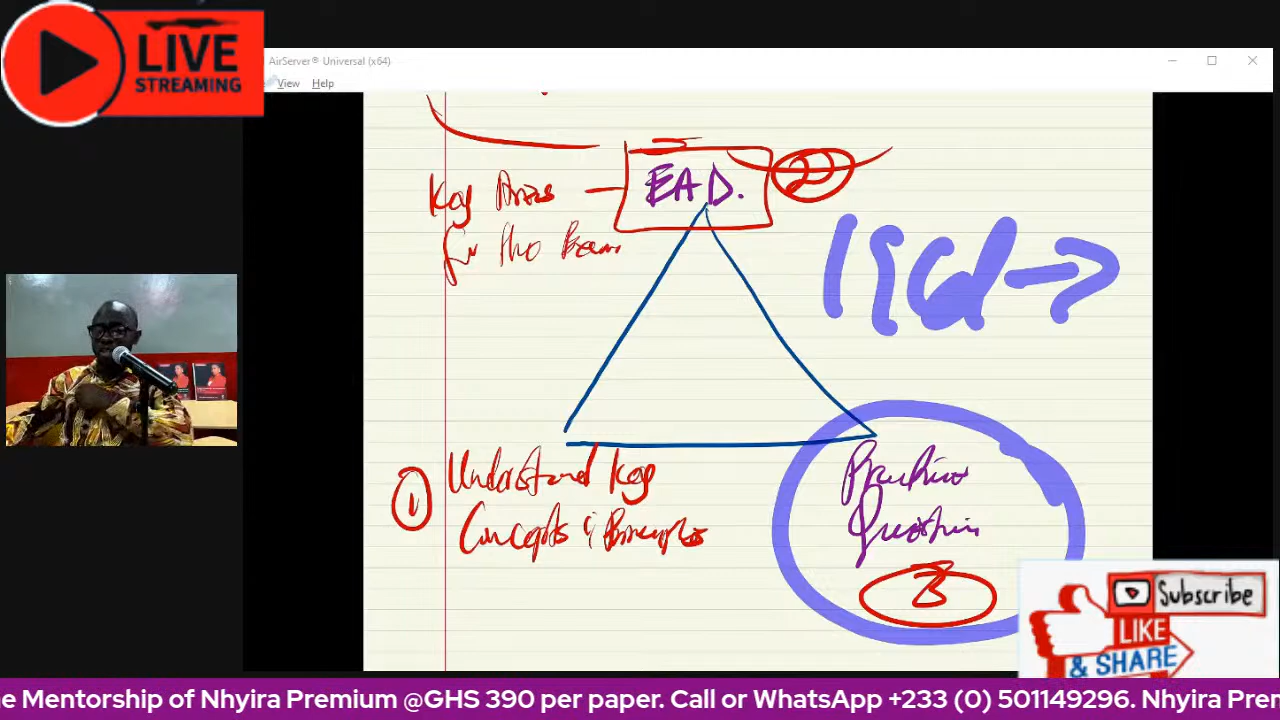 LIVE
STREAMING
AirServer® Universal (x64)
View Help
EAD.
2
Key Areas
for the Exam
1
Understand Key
Concepts & Principles
Practice
Question
3
Subscribe
LIKE
& SHARE
e Mentorship of Nhyira Premium @GHS 390 per paper. Call or WhatsApp +233 (0) 501149296. Nhyira Prem